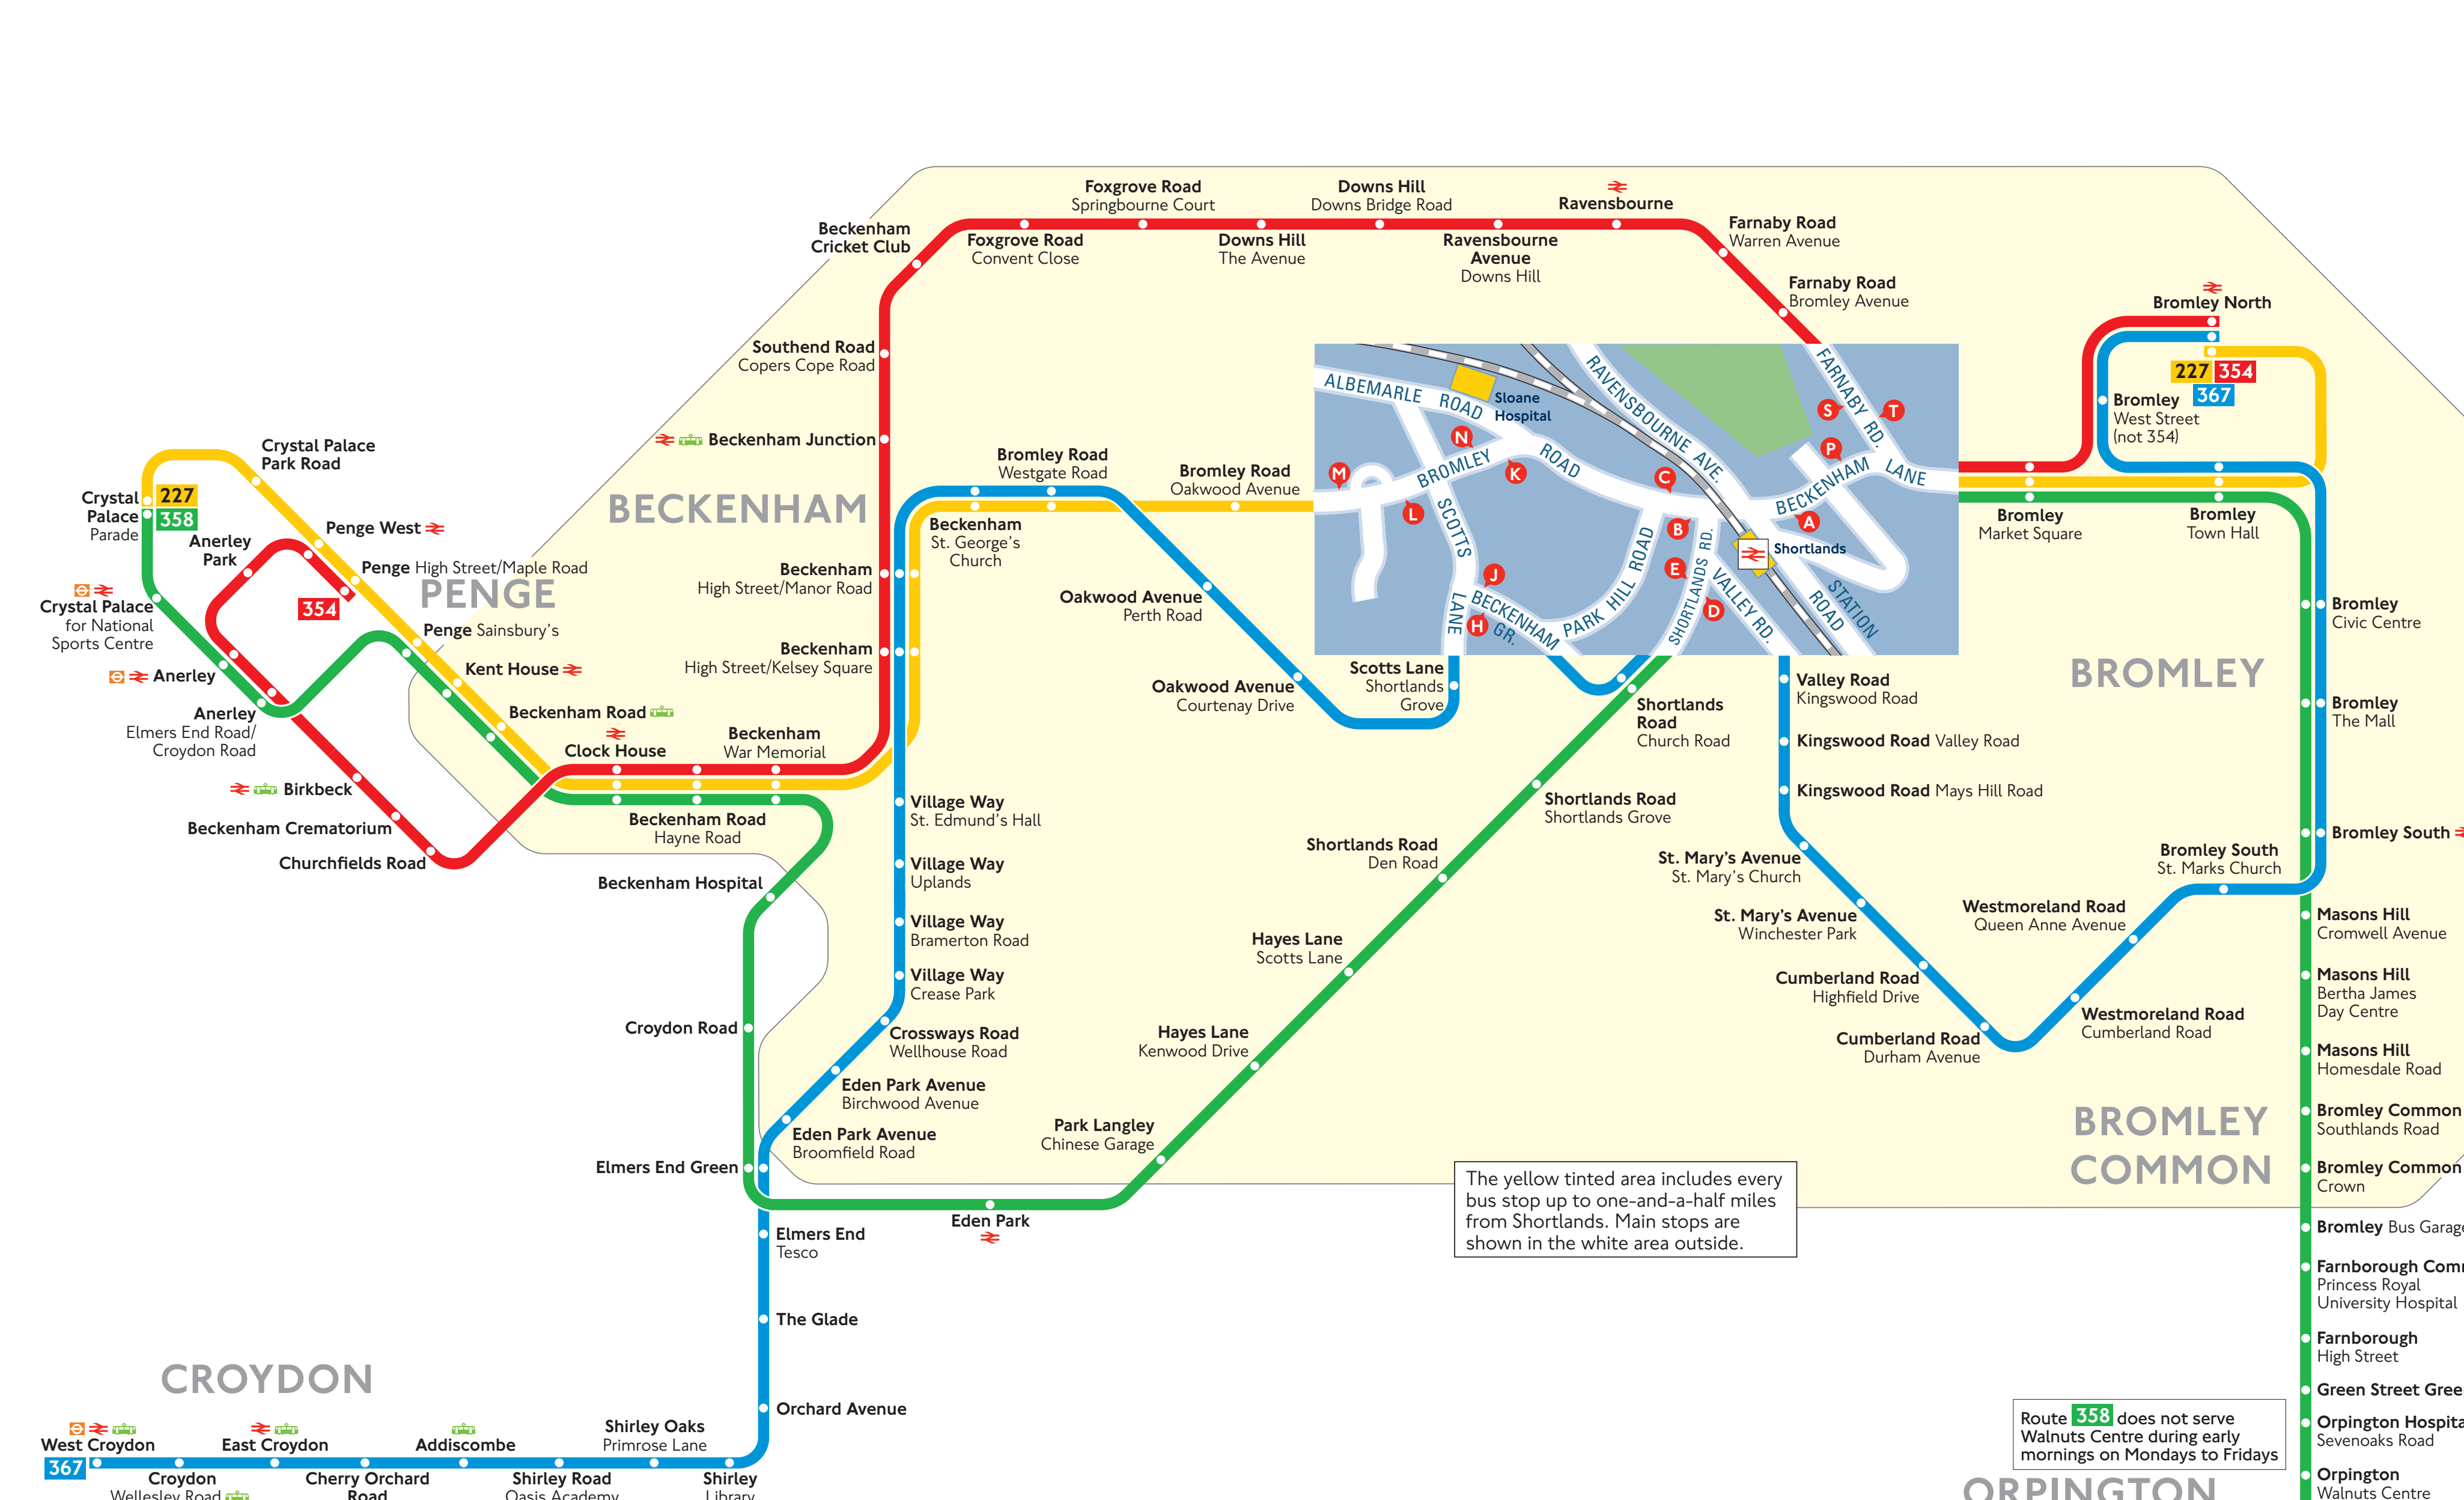 Foxgrove Road
Springbourne Court
Downs Hill
Downs Bridge Road
Ravensbourne
Beckenham
Cricket Club
Foxgrove Road
Convent Close
Downs Hill
The Avenue
Ravensbourne
Avenue
Downs Hill
Farnaby Road
Warren Avenue
Farnaby Road
Bromley Avenue
Bromley North
227 354
367
Bromley
West Street
(not 354)
Southend Road
Copers Cope Road
Beckenham Junction
BECKENHAM
Bromley Road
Westgate Road
Bromley Road
Oakwood Avenue
Beckenham
St. George's
Church
Crystal Palace
Park Road
Crystal
Palace
Parade
227
358
Penge West
Anerley
Park
Penge High Street/Maple Road
PENGE
354
Crystal Palace
for National
Sports Centre
Penge Sainsbury's
Anerley
Kent House
Anerley
Elmers End Road/
Croydon Road
Beckenham Road
Clock House
Beckenham
War Memorial
Beckenham
High Street/Manor Road
Beckenham
High Street/Kelsey Square
Birkbeck
Beckenham Crematorium
Churchfields Road
Beckenham Road
Hayne Road
Beckenham Hospital
Croydon Road
Elmers End Green
Village Way
St. Edmund's Hall
Village Way
Uplands
Village Way
Bramerton Road
Village Way
Crease Park
Crossways Road
Wellhouse Road
Eden Park Avenue
Birchwood Avenue
Eden Park Avenue
Broomfield Road
Elmers End
Tesco
The Glade
Orchard Avenue
Eden Park
Park Langley
Chinese Garage
Hayes Lane
Kenwood Drive
Hayes Lane
Scotts Lane
Shortlands Road
Den Road
Shortlands Road
Shortlands Grove
Shortlands
Road
Church Road
Oakwood Avenue
Perth Road
Oakwood Avenue
Courtenay Drive
Scotts Lane
Shortlands
Grove
ALBEMARLE ROAD
Sloane
Hospital
RAVENSBOURNE AVE.
FARNABY RD.
S
T
P
N
M
BROMLEY
ROAD
K
L
C
BECKENHAM LANE
A
B
SCOTTS
LANE
J
H
BECKENHAM
GR.
PARK HILL ROAD
SHORTLANDS RD.
E
D
VALLEY RD.
Shortlands
STATION
ROAD
Bromley
Market Square
Bromley
Town Hall
Bromley
Civic Centre
BROMLEY
Bromley
The Mall
Bromley South
Valley Road
Kingswood Road
Kingswood Road Valley Road
Kingswood Road Mays Hill Road
St. Mary's Avenue
St. Mary's Church
St. Mary's Avenue
Winchester Park
Cumberland Road
Highfield Drive
Cumberland Road
Durham Avenue
Westmoreland Road
Cumberland Road
Westmoreland Road
Queen Anne Avenue
Bromley South
St. Marks Church
Masons Hill
Cromwell Avenue
Masons Hill
Bertha James
Day Centre
Masons Hill
Homesdale Road
BROMLEY
COMMON
Bromley Common
Southlands Road
Bromley Common
Crown
Bromley Bus Garage
Farnborough Com
Princess Royal
University Hospital
Farnborough
High Street
Green Street Gree
Orpington Hospita
Sevenoaks Road
Orpington
Walnuts Centre
The yellow tinted area includes every
bus stop up to one-and-a-half miles
from Shortlands. Main stops are
shown in the white area outside.
Route 358 does not serve
Walnuts Centre during early
mornings on Mondays to Fridays
ORPINGTON
CROYDON
West Croydon
367
Croydon
Wellesley Road
East Croydon
Cherry Orchard
Road
Addiscombe
Shirley Road
Oasis Academy
Shirley Oaks
Primrose Lane
Shirley
Library